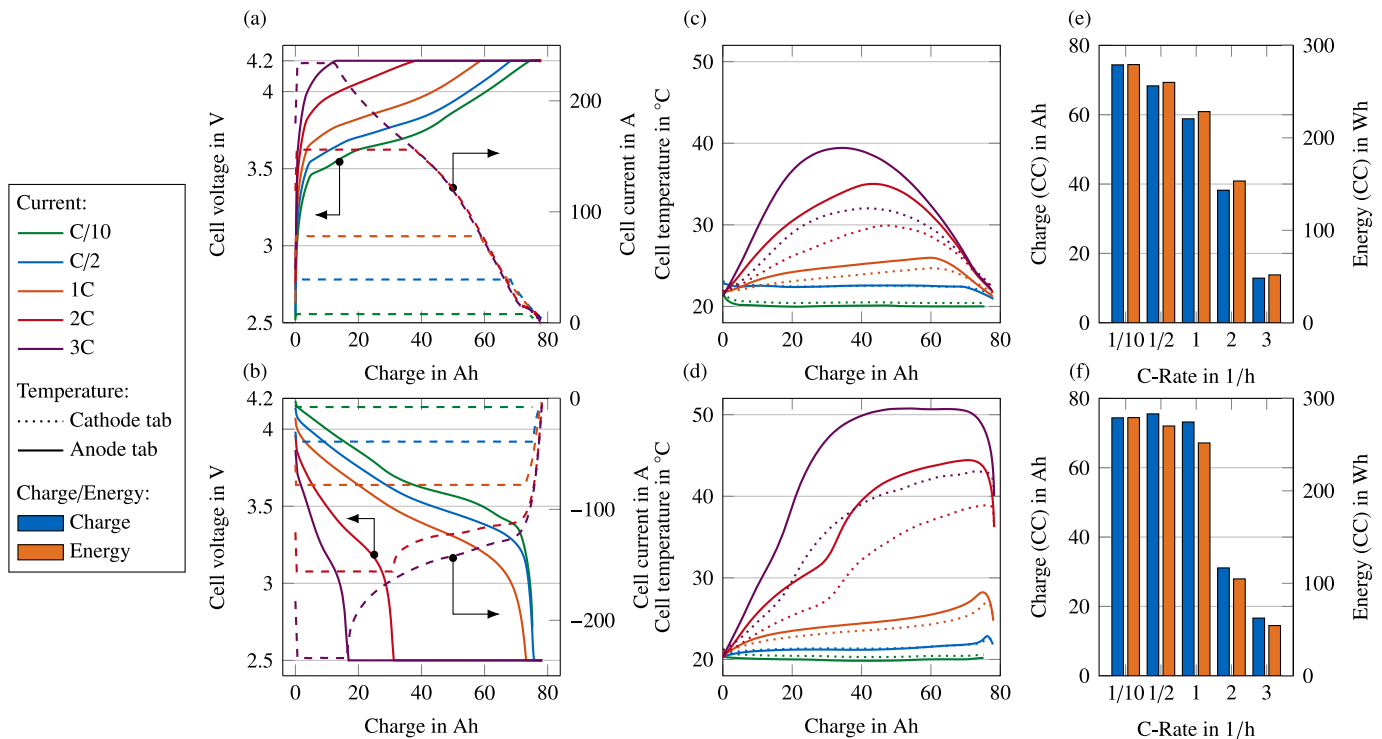 Current:
C/10
C/2
1C
2C
3C
Temperature:
Cathode tab
Anode tab
Charge/Energy:
Charge
Energy
(a)
4.2
4
3.5
3
2.5
Cell voltage in V
0 20 40 60 80
Charge in Ah
200
100
0
Cell current in A
(b)
4.2
4
3.5
3
2.5
Cell voltage in V
0 20 40 60 80
Charge in Ah
0
−100
−200
Cell current in A
(c)
50
40
30
20
Cell temperature in °C
0 20 40 60 80
Charge in Ah
(d)
50
40
30
20
Cell temperature in °C
0 20 40 60 80
Charge in Ah
(e)
80
60
40
20
0
Charge (CC) in Ah
1/10 1/2 1 2 3
C-Rate in 1/h
300
200
100
0
Energy (CC) in Wh
(f)
80
60
40
20
0
Charge (CC) in Ah
1/10 1/2 1 2 3
C-Rate in 1/h
300
200
100
0
Energy (CC) in Wh